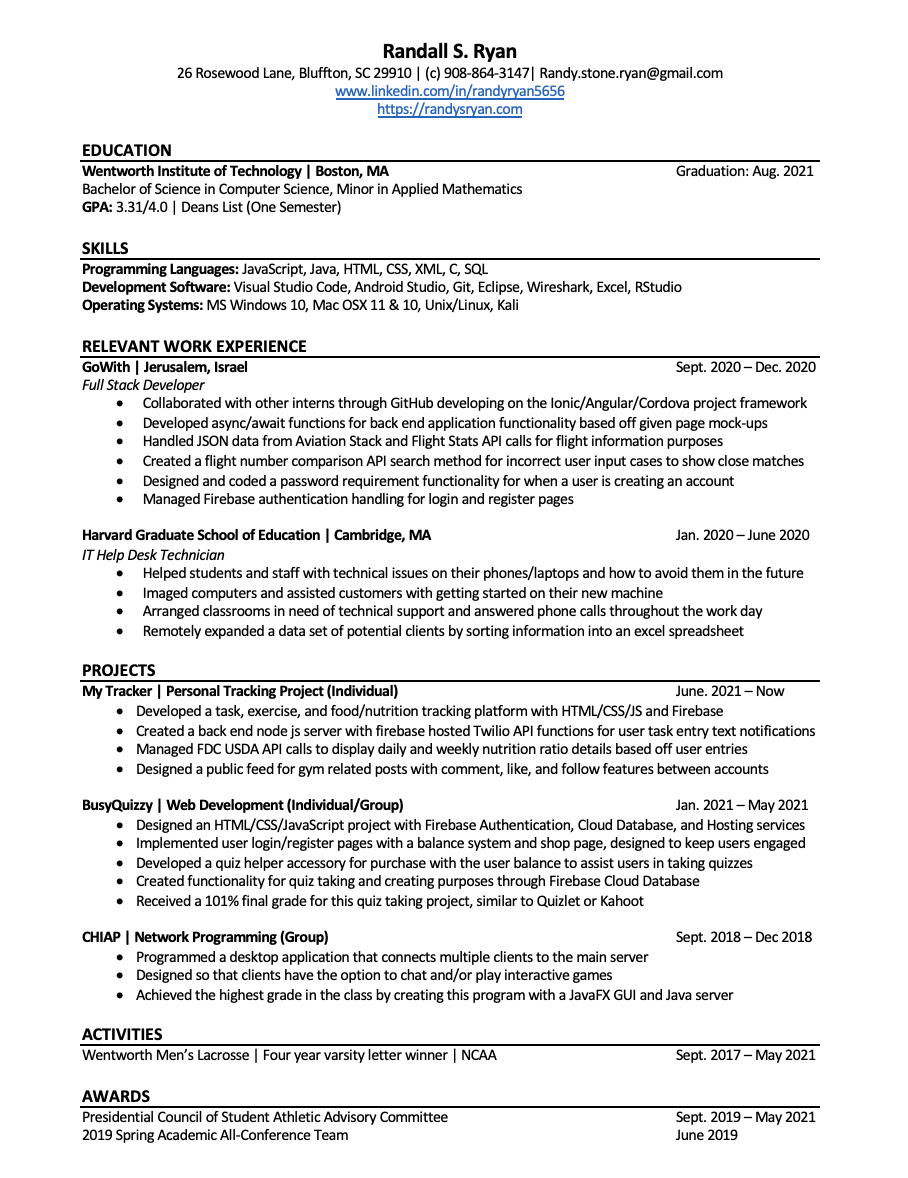 Randall S. Ryan
26 Rosewood Lane, Bluffton, SC 29910 | (c) 908-864-3147| Randy.stone.ryan@gmail.com
www.linkedin.com/in/randyryan5656
https://randysryan.com
EDUCATION
Wentworth Institute of Technology | Boston, MA Graduation: Aug. 2021
Bachelor of Science in Computer Science, Minor in Applied Mathematics
GPA: 3.31/4.0 | Deans List (One Semester)
SKILLS
Programming Languages: JavaScript, Java, HTML, CSS, XML, C, SQL
Development Software: Visual Studio Code, Android Studio, Git, Eclipse, Wireshark, Excel, RStudio
Operating Systems: MS Windows 10, Mac OSX 11 & 10, Unix/Linux, Kali
RELEVANT WORK EXPERIENCE
GoWith | Jerusalem, Israel Sept. 2020 – Dec. 2020
Full Stack Developer
• Collaborated with other interns through GitHub developing on the Ionic/Angular/Cordova project framework
• Developed async/await functions for back end application functionality based off given page mock-ups
• Handled JSON data from Aviation Stack and Flight Stats API calls for flight information purposes
• Created a flight number comparison API search method for incorrect user input cases to show close matches
• Designed and coded a password requirement functionality for when a user is creating an account
• Managed Firebase authentication handling for login and register pages
Harvard Graduate School of Education | Cambridge, MA Jan. 2020 – June 2020
IT Help Desk Technician
• Helped students and staff with technical issues on their phones/laptops and how to avoid them in the future
• Imaged computers and assisted customers with getting started on their new machine
• Arranged classrooms in need of technical support and answered phone calls throughout the work day
• Remotely expanded a data set of potential clients by sorting information into an excel spreadsheet
PROJECTS
My Tracker | Personal Tracking Project (Individual) June. 2021 – Now
• Developed a task, exercise, and food/nutrition tracking platform with HTML/CSS/JS and Firebase
• Created a back end node js server with firebase hosted Twilio API functions for user task entry text notifications
• Managed FDC USDA API calls to display daily and weekly nutrition ratio details based off user entries
• Designed a public feed for gym related posts with comment, like, and follow features between accounts
BusyQuizzy | Web Development (Individual/Group) Jan. 2021 – May 2021
• Designed an HTML/CSS/JavaScript project with Firebase Authentication, Cloud Database, and Hosting services
• Implemented user login/register pages with a balance system and shop page, designed to keep users engaged
• Developed a quiz helper accessory for purchase with the user balance to assist users in taking quizzes
• Created functionality for quiz taking and creating purposes through Firebase Cloud Database
• Received a 101% final grade for this quiz taking project, similar to Quizlet or Kahoot
CHIAP | Network Programming (Group) Sept. 2018 – Dec 2018
• Programmed a desktop application that connects multiple clients to the main server
• Designed so that clients have the option to chat and/or play interactive games
• Achieved the highest grade in the class by creating this program with a JavaFX GUI and Java server
ACTIVITIES
Wentworth Men’s Lacrosse | Four year varsity letter winner | NCAA Sept. 2017 – May 2021
AWARDS
Presidential Council of Student Athletic Advisory Committee Sept. 2019 – May 2021
2019 Spring Academic All-Conference Team June 2019